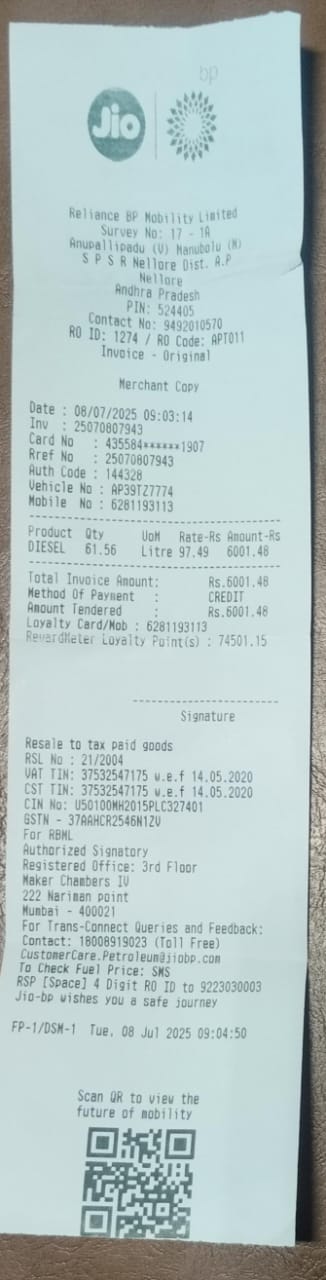 bp
Jio
Reliance BP Mobility Limited
Survey No: 17 - 1A
Anupallipadu (V) Manubolu (M)
S P S R Nellore Dist. A.P
Nellore
Andhra Pradesh
PIN: 524405
Contact No: 9492010570
RO ID: 1274 / RO Code: APT011
Invoice - Original
Merchant Copy
Date : 08/07/2025 09:03:14
Inv : 25070807943
Card No : 435584******1907
Rref No : 25070807943
Auth Code : 144328
Vehicle No : AP39TZ7774
Mobile No : 6281193113
Product Qty UoM Rate-Rs Amount-Rs
DIESEL 61.56 Litre 97.49 6001.48
Total Invoice Amount: Rs.6001.48
Method Of Payment : CREDIT
Amount Tendered : Rs.6001.48
Loyalty Card/Mob : 6281193113
RewardMeter Loyalty Point(s) : 74501.15
Signature
Resale to tax paid goods
RSL No : 21/2004
VAT TIN: 37532547175 w.e.f 14.05.2020
CST TIN: 37532547175 w.e.f 14.05.2020
CIN No: U50100MH2015PLC327401
GSTN - 37AAHCR2546N1ZV
For RBML
Authorized Signatory
Registered Office: 3rd Floor
Maker Chambers IV
222 Nariman point
Mumbai - 400021
For Trans-Connect Queries and Feedback:
Contact: 18008919023 (Toll Free)
CustomerCare.Petroleum@jiobp.com
To Check Fuel Price: SMS
RSP [Space] 4 Digit RO ID to 9223030003
Jio-bp wishes you a safe journey
FP-1/DSM-1 Tue, 08 Jul 2025 09:04:50
Scan QR to view the
future of mobility